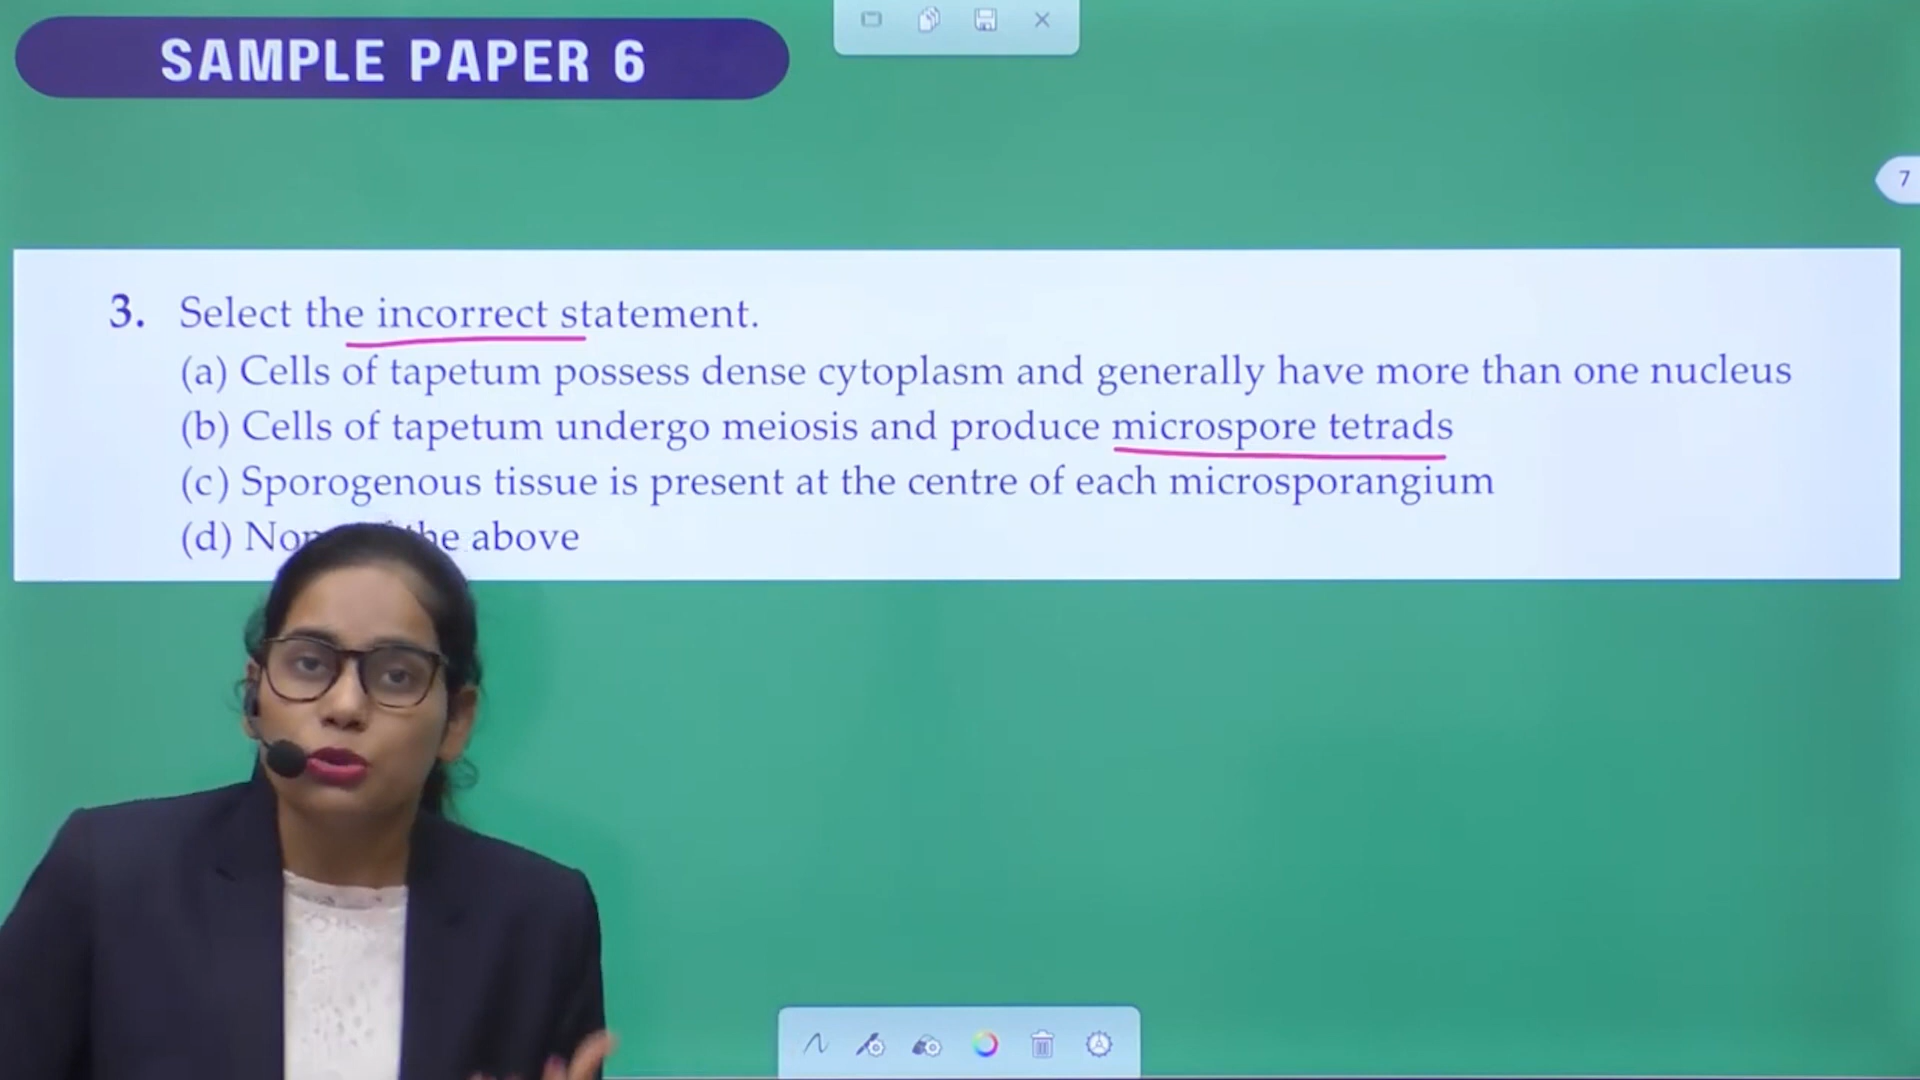 SAMPLE PAPER 6
7
3. Select the incorrect statement.
(a) Cells of tapetum possess dense cytoplasm and generally have more than one nucleus
(b) Cells of tapetum undergo meiosis and produce microspore tetrads
(c) Sporogenous tissue is present at the centre of each microsporangium
(d) the above